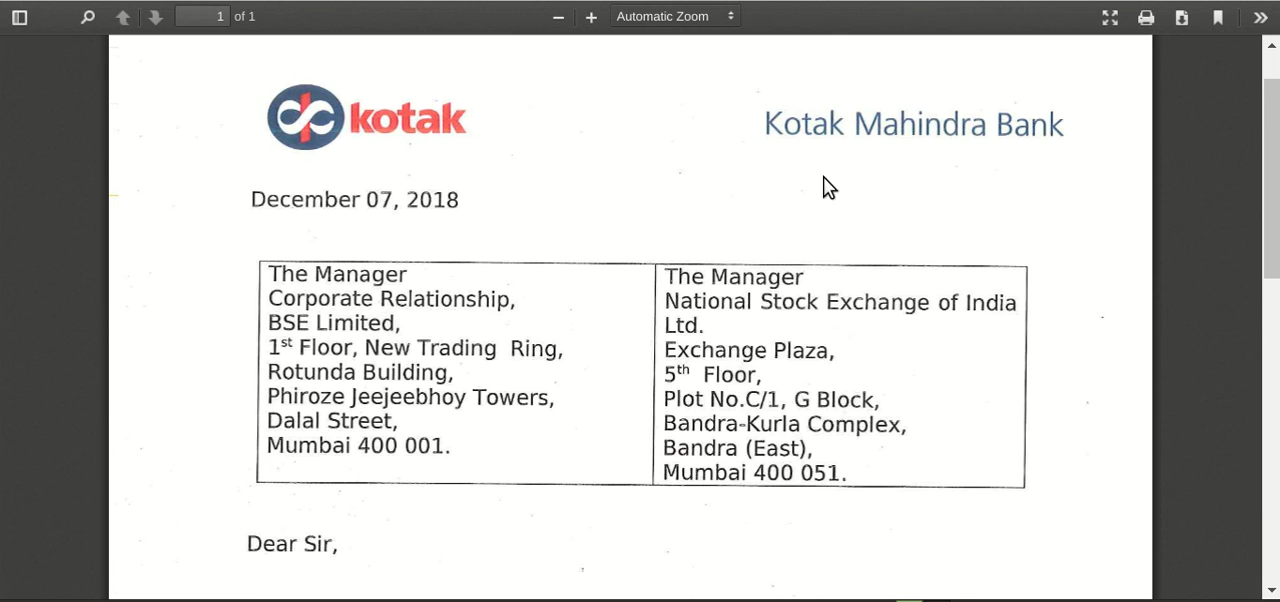 1 of 1
Automatic Zoom
kotak
Kotak Mahindra Bank
December 07, 2018
The Manager
Corporate Relationship,
BSE Limited,
1st Floor, New Trading Ring,
Rotunda Building,
Phiroze Jeejeebhoy Towers,
Dalal Street,
Mumbai 400 001.
The Manager
National Stock Exchange of India
Ltd.
Exchange Plaza,
5th Floor,
Plot No.C/1, G Block,
Bandra-Kurla Complex,
Bandra (East),
Mumbai 400 051.
Dear Sir,